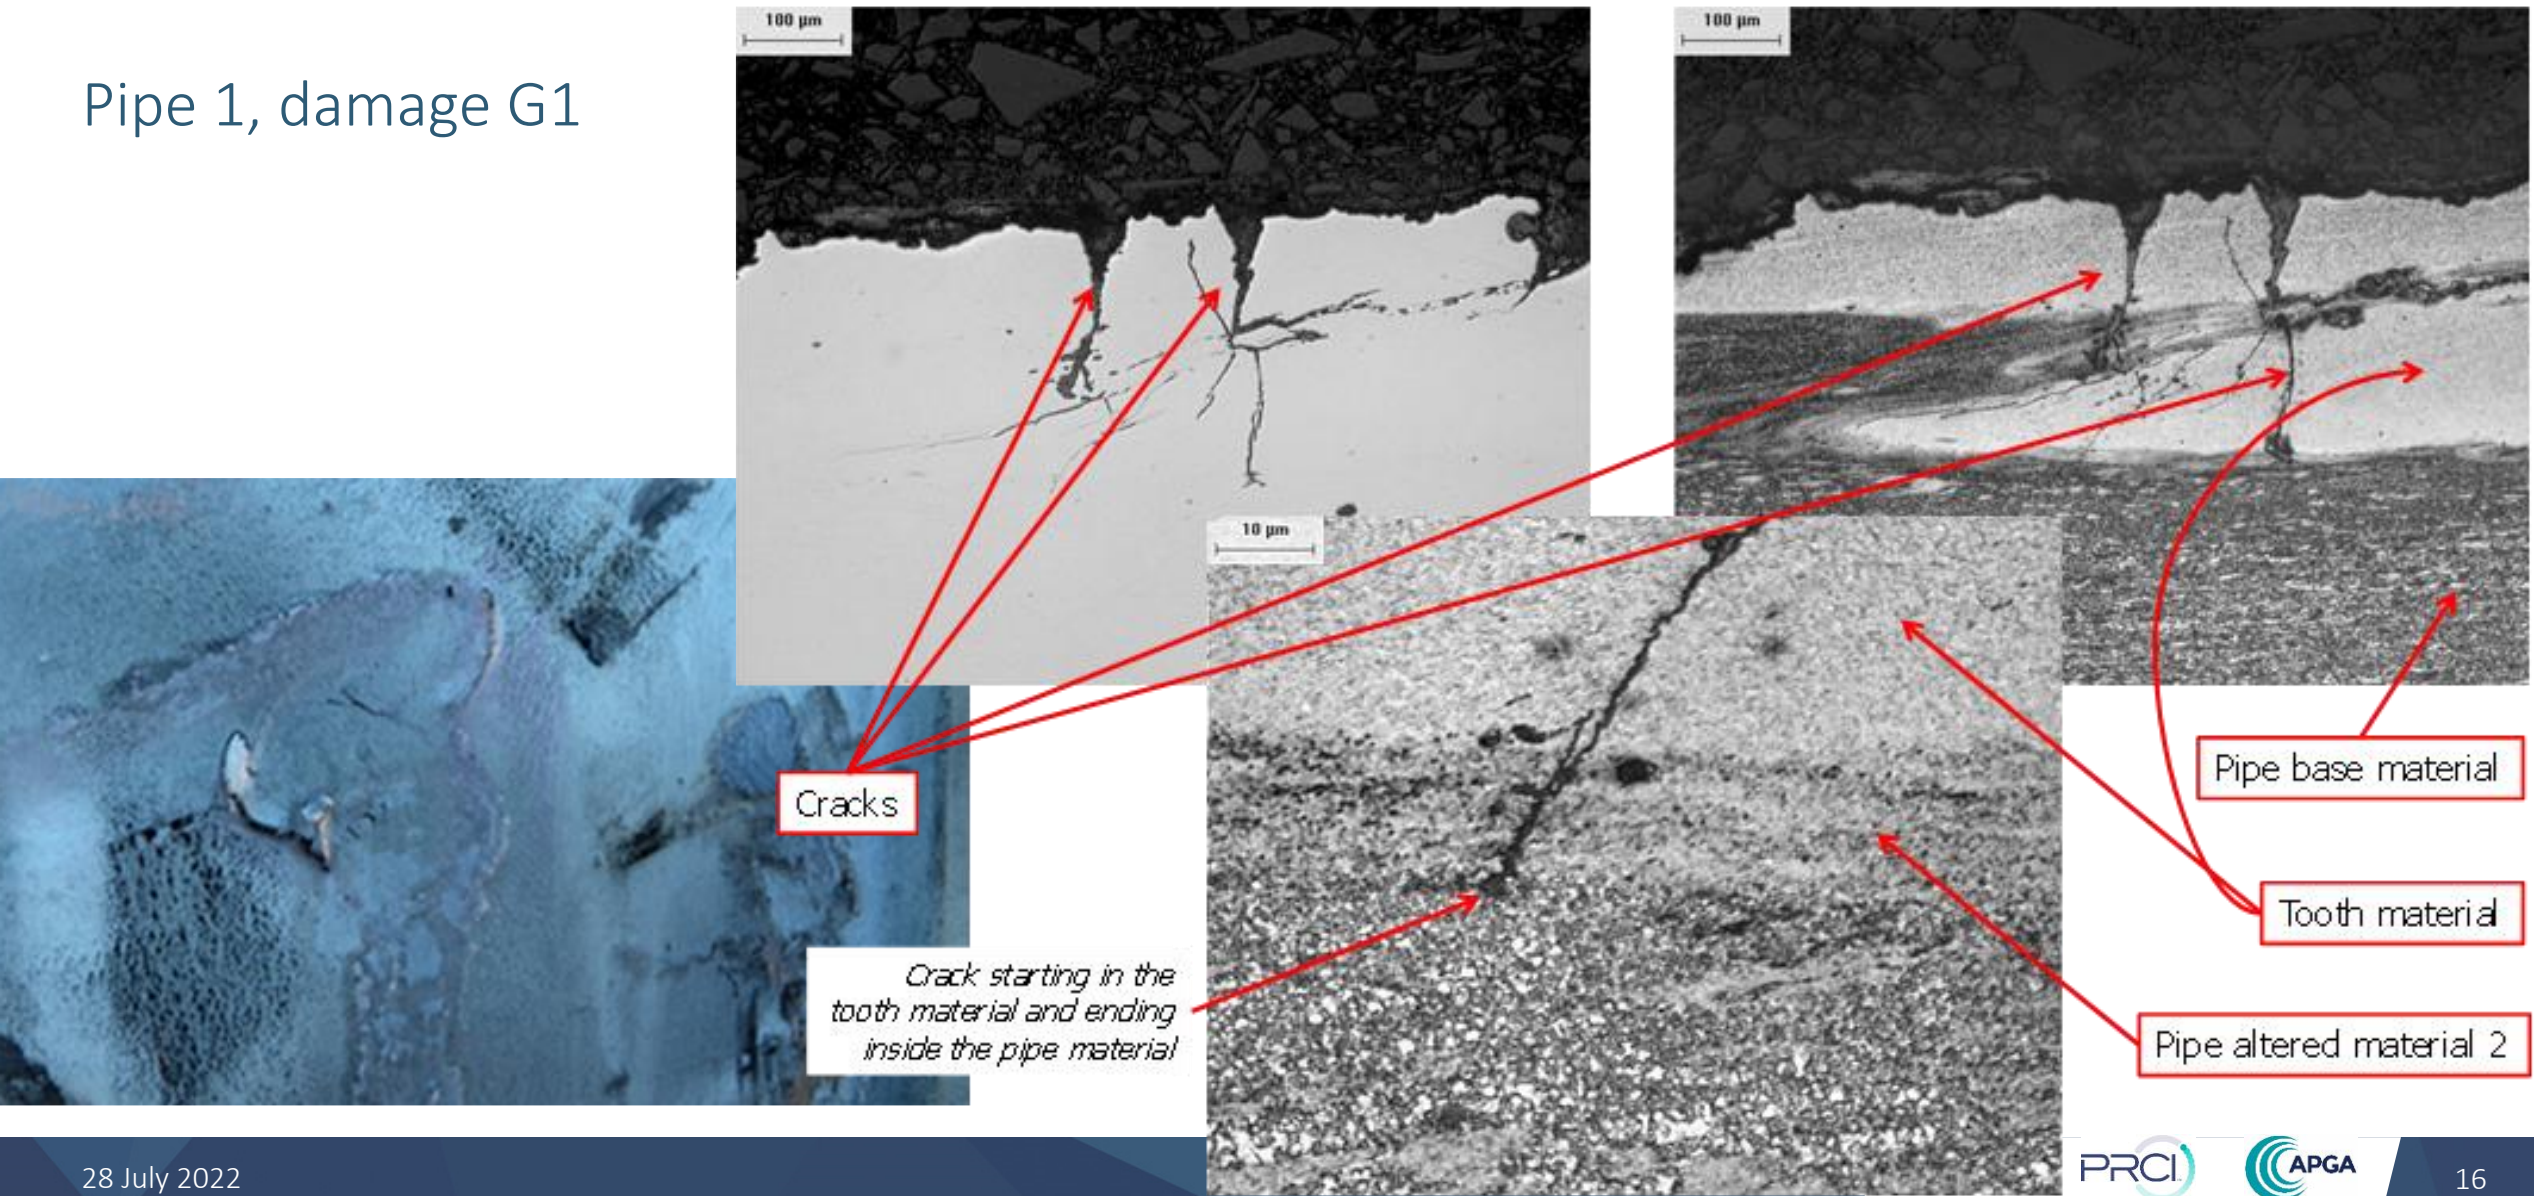 Pipe 1, damage G1
100 µm
100 µm
10 µm
Cracks
Crack starting in the
tooth material and ending
inside the pipe material
Pipe base material
Tooth material
Pipe altered material 2
28 July 2022
PRCI
APGA
16